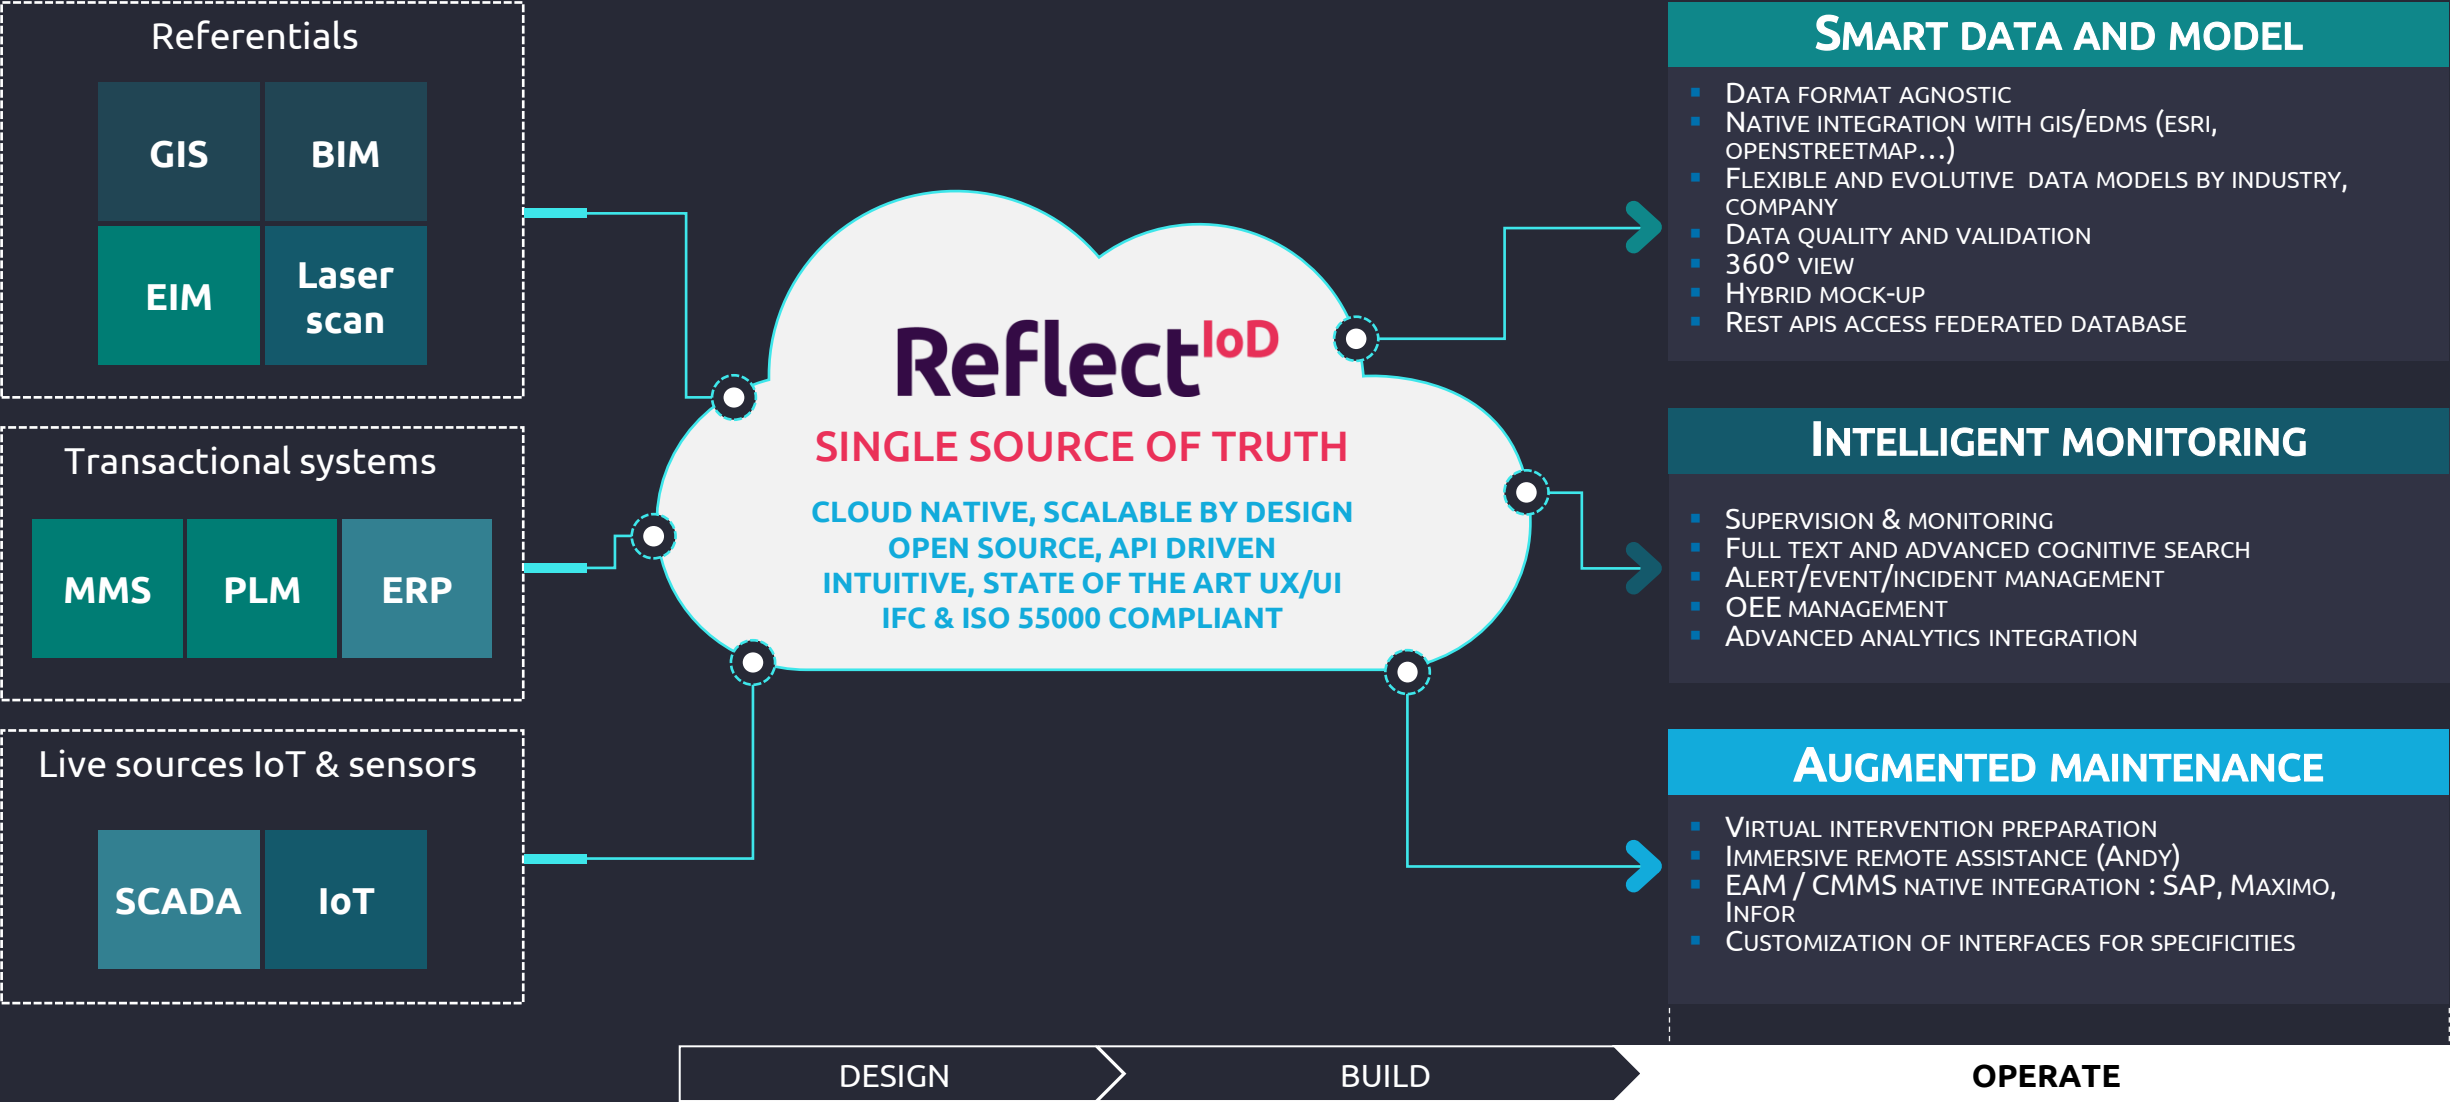 Referentials
GIS
BIM
EIM
Laser
scan
Transactional systems
MMS
PLM
ERP
Live sources IoT & sensors
SCADA
IoT
ReflectIoD
SINGLE SOURCE OF TRUTH
CLOUD NATIVE, SCALABLE BY DESIGN
OPEN SOURCE, API DRIVEN
INTUITIVE, STATE OF THE ART UX/UI
IFC & ISO 55000 COMPLIANT
SMART DATA AND MODEL
DATA FORMAT AGNOSTIC
NATIVE INTEGRATION WITH GIS/EDMS (ESRI,
OPENSTREETMAP…)
FLEXIBLE AND EVOLUTIVE DATA MODELS BY INDUSTRY,
COMPANY
DATA QUALITY AND VALIDATION
360° VIEW
HYBRID MOCK-UP
REST APIS ACCESS FEDERATED DATABASE
INTELLIGENT MONITORING
SUPERVISION & MONITORING
FULL TEXT AND ADVANCED COGNITIVE SEARCH
ALERT/EVENT/INCIDENT MANAGEMENT
OEE MANAGEMENT
ADVANCED ANALYTICS INTEGRATION
AUGMENTED MAINTENANCE
VIRTUAL INTERVENTION PREPARATION
IMMERSIVE REMOTE ASSISTANCE (ANDY)
EAM / CMMS NATIVE INTEGRATION : SAP, MAXIMO,
INFOR
CUSTOMIZATION OF INTERFACES FOR SPECIFICITIES
DESIGN
BUILD
OPERATE